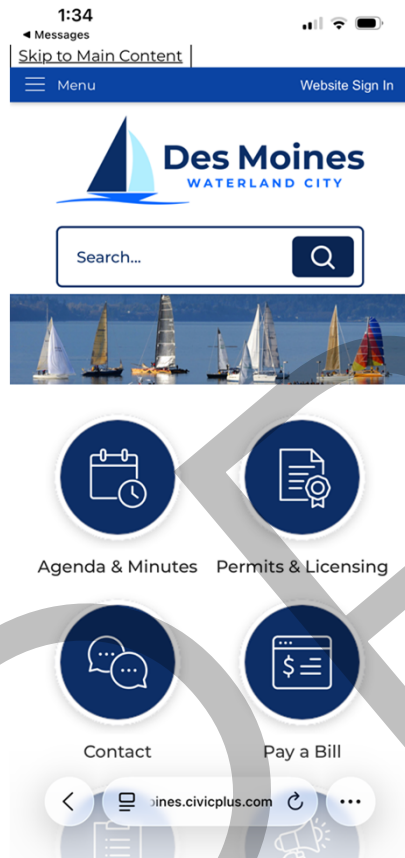 1:34
Messages
Skip to Main Content
Menu
Website Sign In
Des Moines
WATERLAND CITY
Search...
Agenda & Minutes
Permits & Licensing
Contact
Pay a Bill
$
oines.civicplus.com